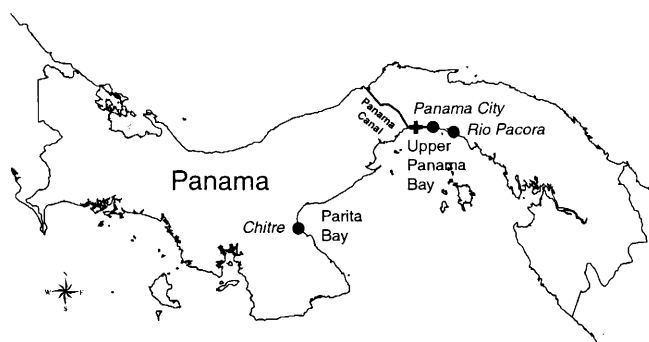 Panama
Canal
Panama City
Rio Pacora
Upper
Panama
Bay
Panama
Parita
Bay
Chitre
W
S